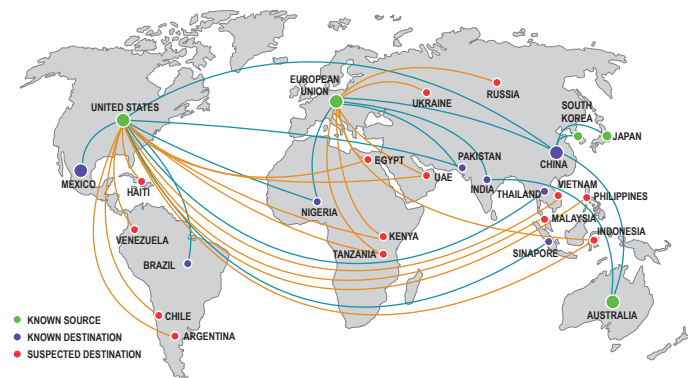 EUROPEAN
UNION
UNITED STATES
RUSSIA
UKRAINE
SOUTH
KOREA
JAPAN
CHINA
MEXICO
HAITI
EGYPT
UAE
PAKISTAN
INDIA
THAILAND
VIETNAM
PHILIPPINES
NIGERIA
MALAYSIA
VENEZUELA
KENYA
INDONESIA
TANZANIA
SINAPORE
BRAZIL
CHILE
AUSTRALIA
ARGENTINA
KNOWN SOURCE
KNOWN DESTINATION
SUSPECTED DESTINATION